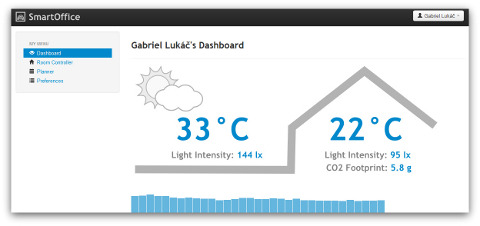 SmartOffice
Gabriel Lukáč
MY MENU
Dashboard
Room Controller
Planner
Preferences
Gabriel Lukáč's Dashboard
33°C
Light Intensity: 144 lx
22°C
Light Intensity: 95 lx
CO2 Footprint: 5.8 g